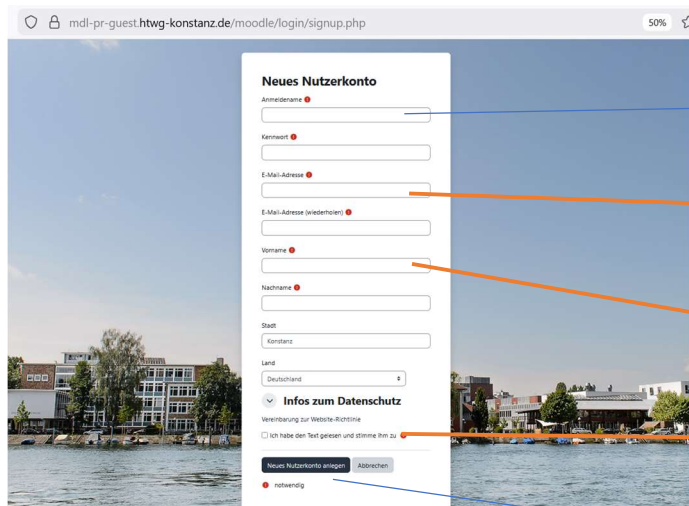 mdl-pr-guest.htwg-konstanz.de/moodle/login/signup.php 50%
Neues Nutzerkonto
Anmeldename
Kennwort
E-Mail-Adresse
E-Mail-Adresse (wiederholen)
Vorname
Nachname
Stadt
Konstanz
Land
Deutschland
Infos zum Datenschutz
Vereinbarung zur Website-Richtlinie
Ich habe den Text gelesen und stimme ihm zu
Neues Nutzerkonto anlegen Abbrechen
notwendig